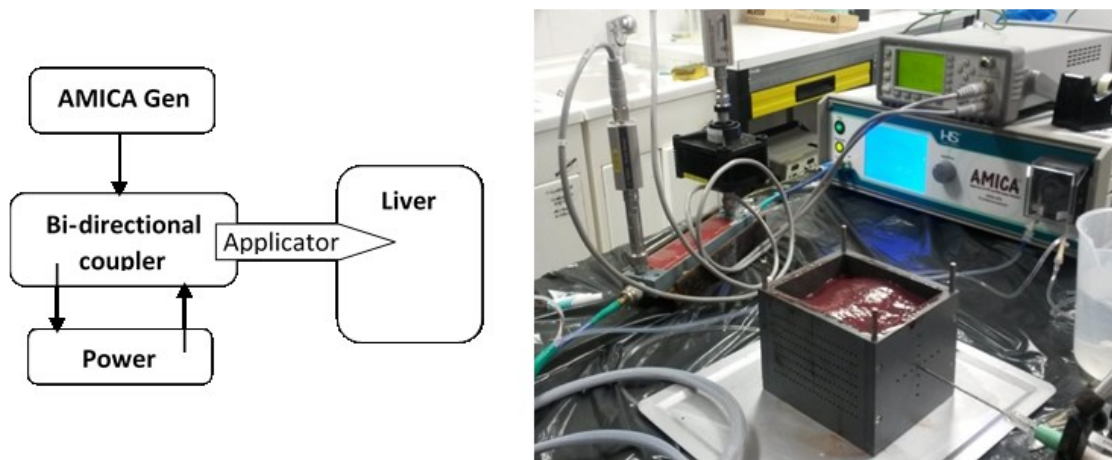 AMICA Gen
Bi-directional
coupler
Applicator
Liver
Power
HS
AMICA